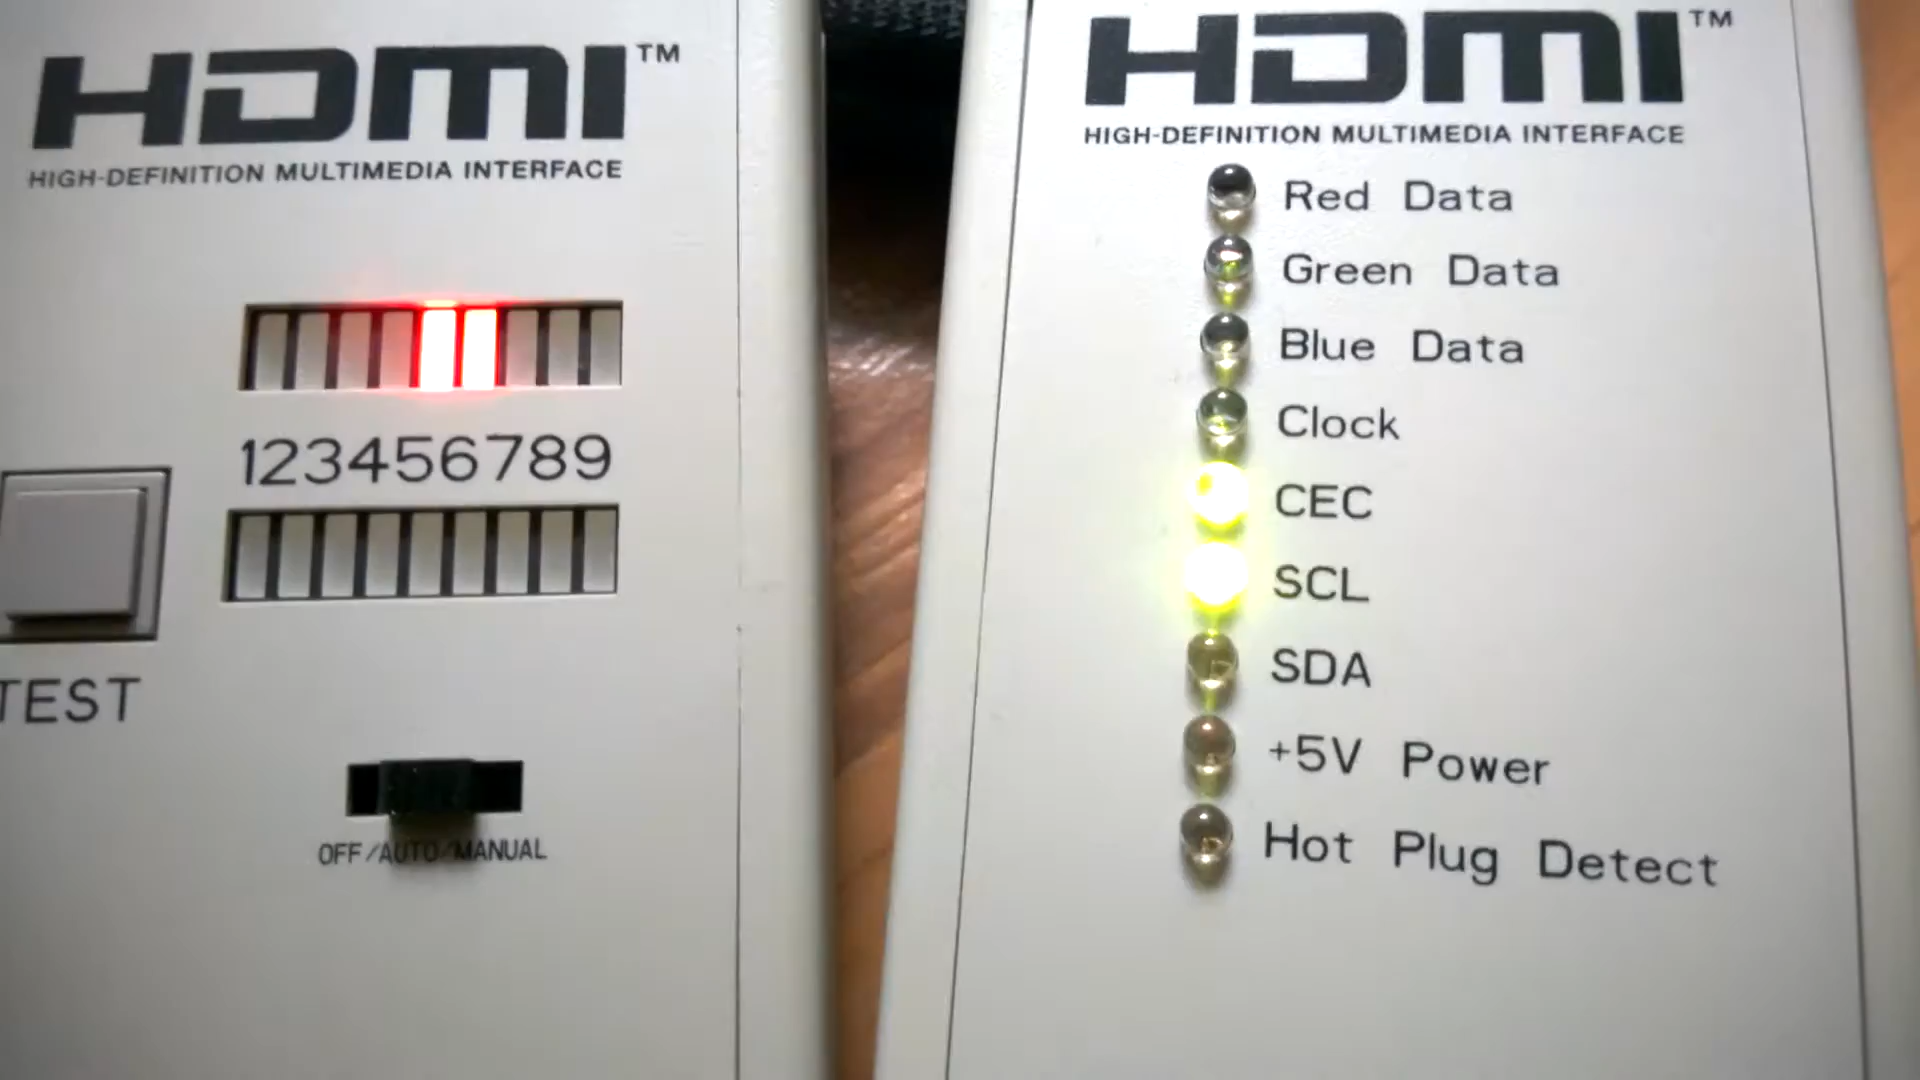 HDMI™
HIGH-DEFINITION MULTIMEDIA INTERFACE
123456789
TEST
OFF/AUTO/MANUAL
HDMI™
HIGH-DEFINITION MULTIMEDIA INTERFACE
Red Data
Green Data
Blue Data
Clock
CEC
SCL
SDA
+5V Power
Hot Plug Detect